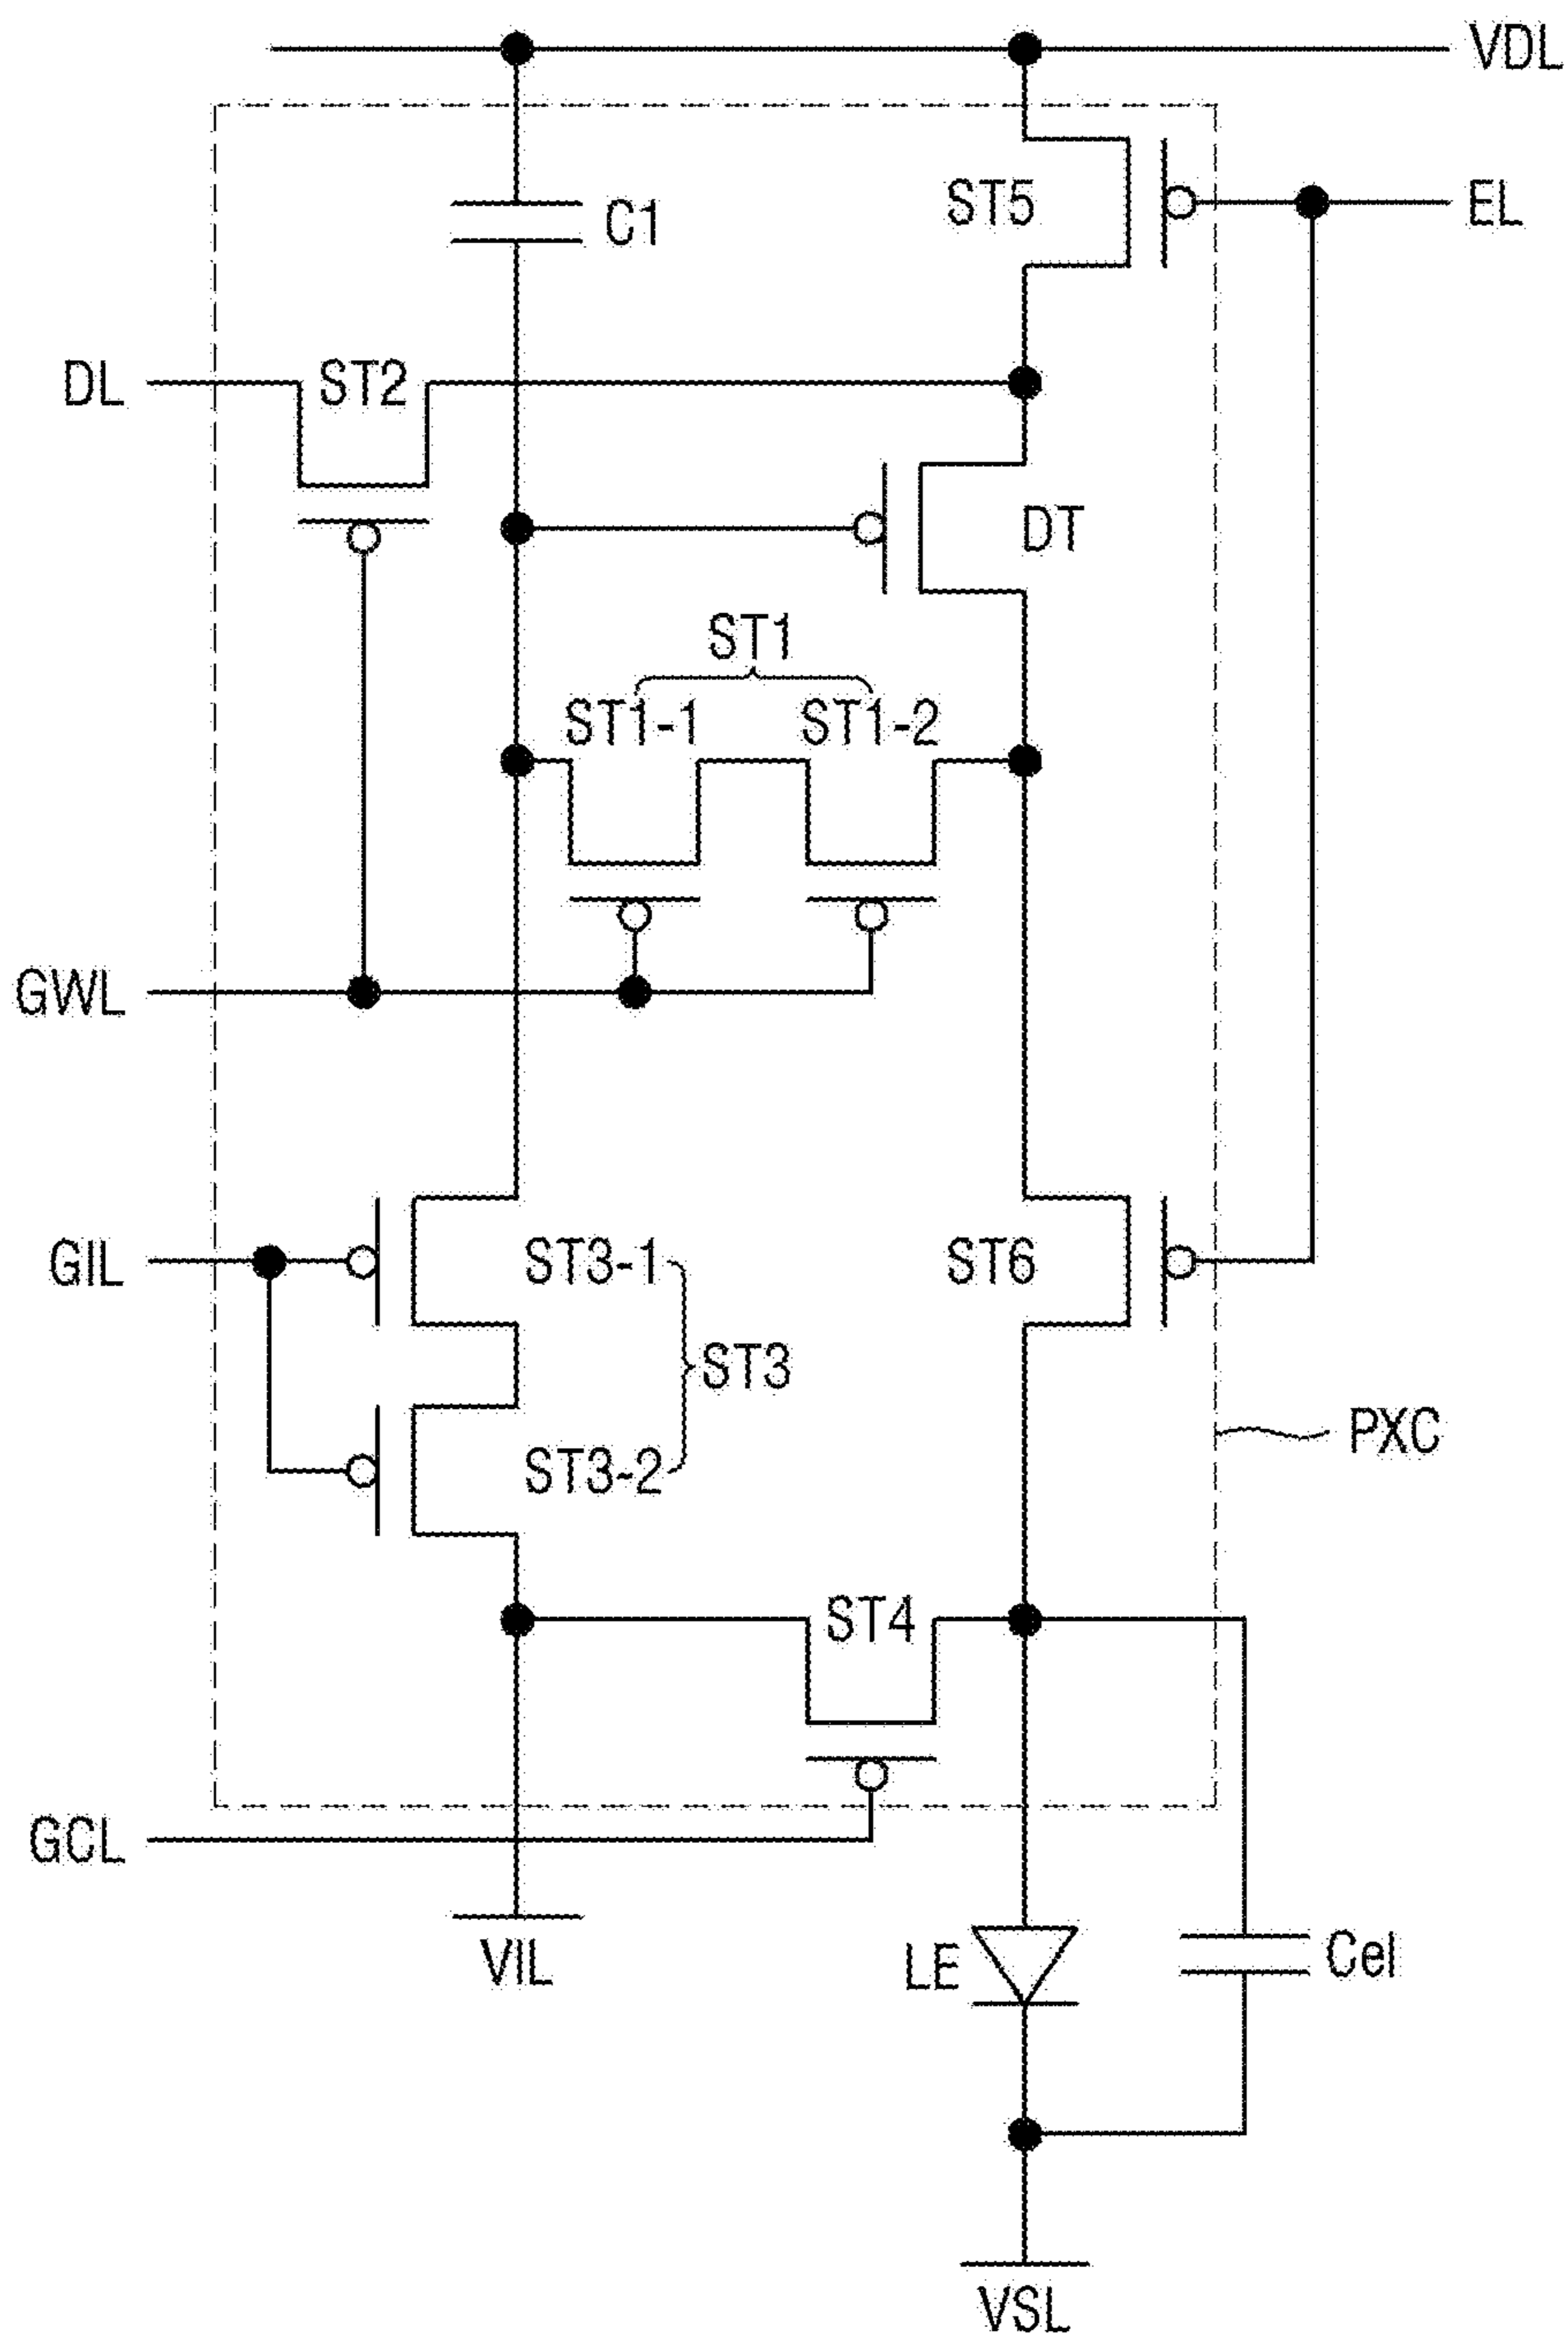 VDL
C1
ST5
EL
DL
ST2
DT
ST1
ST1-1
ST1-2
GWL
GIL
ST3-1
ST6
ST3
PXC
ST3-2
ST4
GCL
VIL
LE
Cel
VSL